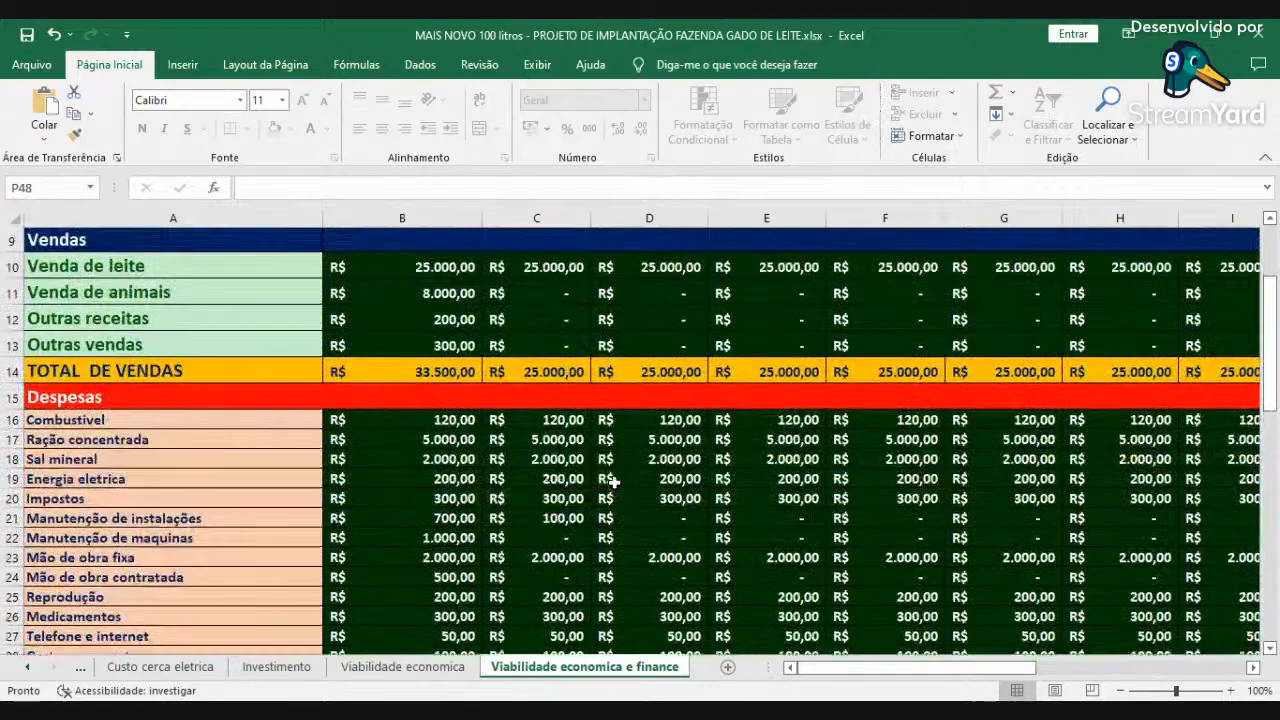 Desenvolvido por
StreamYard
MAIS NOVO 100 litros - PROJETO DE IMPLANTAÇÃO FAZENDA GADO DE LEITE.xlsx - Excel
Entrar
Arquivo Página Inicial Inserir Layout da Página Fórmulas Dados Revisão Exibir Ajuda Diga-me o que você deseja fazer
Colar
Calibri 11
N I S
Geral
% 000
Formatação Condicional
Formatar como Tabela
Estilos de Célula
Inserir
Excluir
Formatar
Classificar e Filtrar
Localizar e Selecionar
Área de Transferência Fonte Alinhamento Número Estilos Células Edição
P48 fx
A B C D E F G H I
9 Vendas
10 Venda de leite R$ 25.000,00 R$ 25.000,00 R$ 25.000,00 R$ 25.000,00 R$ 25.000,00 R$ 25.000,00 R$ 25.000,00 R$ 25.000
11 Venda de animais R$ 8.000,00 R$ - R$ - R$ - R$ - R$ - R$ - R$
12 Outras receitas R$ 200,00 R$ - R$ - R$ - R$ - R$ - R$ - R$
13 Outras vendas R$ 300,00 R$ - R$ - R$ - R$ - R$ - R$ - R$
14 TOTAL DE VENDAS R$ 33.500,00 R$ 25.000,00 R$ 25.000,00 R$ 25.000,00 R$ 25.000,00 R$ 25.000,00 R$ 25.000,00 R$ 25.000
15 Despesas
16 Combustivel R$ 120,00 R$ 120,00 R$ 120,00 R$ 120,00 R$ 120,00 R$ 120,00 R$ 120,00 R$ 120
17 Ração concentrada R$ 5.000,00 R$ 5.000,00 R$ 5.000,00 R$ 5.000,00 R$ 5.000,00 R$ 5.000,00 R$ 5.000,00 R$ 5.000
18 Sal mineral R$ 2.000,00 R$ 2.000,00 R$ 2.000,00 R$ 2.000,00 R$ 2.000,00 R$ 2.000,00 R$ 2.000,00 R$ 2.000
19 Energia eletrica R$ 200,00 R$ 200,00 R$ 200,00 R$ 200,00 R$ 200,00 R$ 200,00 R$ 200,00 R$ 200
20 Impostos R$ 300,00 R$ 300,00 R$ 300,00 R$ 300,00 R$ 300,00 R$ 300,00 R$ 300,00 R$ 300
21 Manutenção de instalações R$ 700,00 R$ 100,00 R$ - R$ - R$ - R$ - R$ - R$
22 Manutenção de maquinas R$ 1.000,00 R$ - R$ - R$ - R$ - R$ - R$ - R$
23 Mão de obra fixa R$ 2.000,00 R$ 2.000,00 R$ 2.000,00 R$ 2.000,00 R$ 2.000,00 R$ 2.000,00 R$ 2.000,00 R$ 2.000
24 Mão de obra contratada R$ 500,00 R$ - R$ - R$ - R$ - R$ - R$ - R$
25 Reprodução R$ 200,00 R$ 200,00 R$ 200,00 R$ 200,00 R$ 200,00 R$ 200,00 R$ 200,00 R$ 200
26 Medicamentos R$ 300,00 R$ 300,00 R$ 300,00 R$ 300,00 R$ 300,00 R$ 300,00 R$ 300,00 R$ 300
27 Telefone e internet R$ 50,00 R$ 50,00 R$ 50,00 R$ 50,00 R$ 50,00 R$ 50,00 R$ 50,00 R$ 50
... Custo cerca eletrica Investimento Viabilidade economica Viabilidade economica e finance
Pronto Acessibilidade: investigar 100%